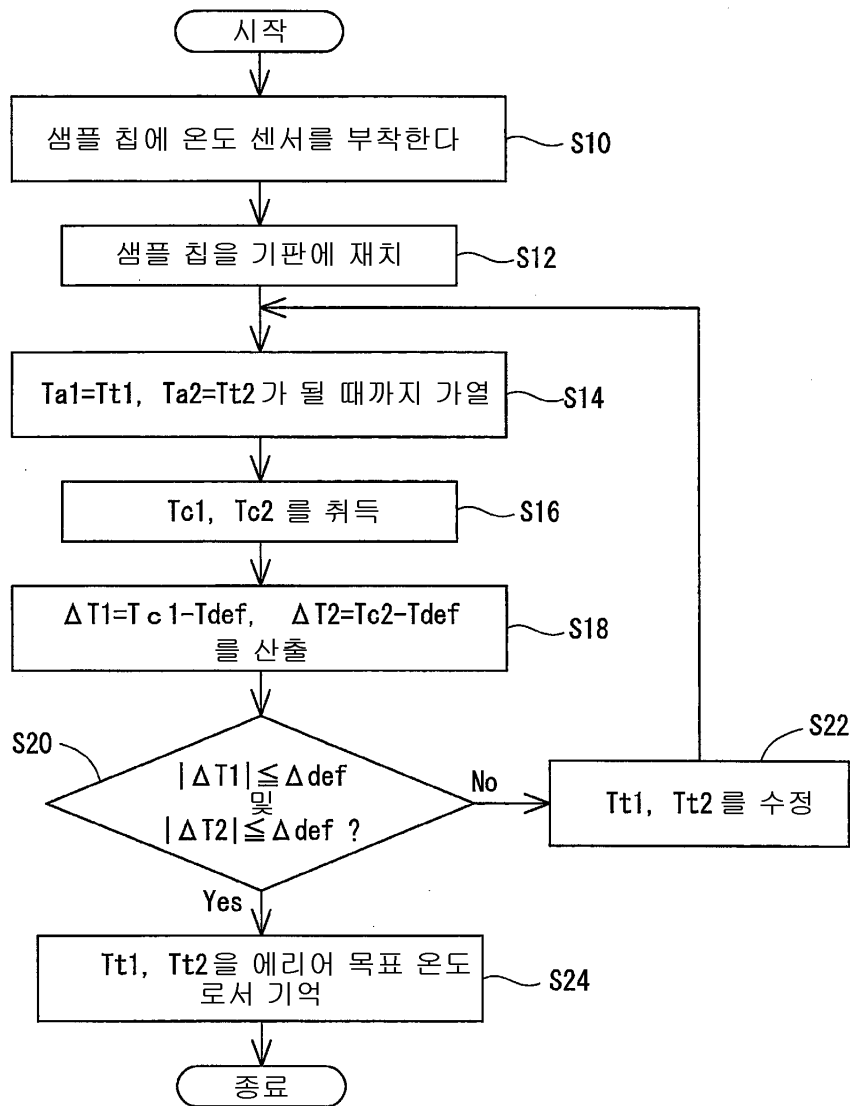 시작
샘플 칩에 온도 센서를 부착한다
S10
샘플 칩을 기판에 재치
S12
Ta1=Tt1, Ta2=Tt2가 될 때까지 가열
S14
Tc1, Tc2 를 취득
S16
ΔT1=Tc1-Tdef, ΔT2=Tc2-Tdef
를 산출
S18
S20
|ΔT1|≦Δdef
및
|ΔT2|≦Δdef ?
No
S22
Tt1, Tt2를 수정
Yes
Tt1, Tt2을 에리어 목표 온도
로서 기억
S24
종료